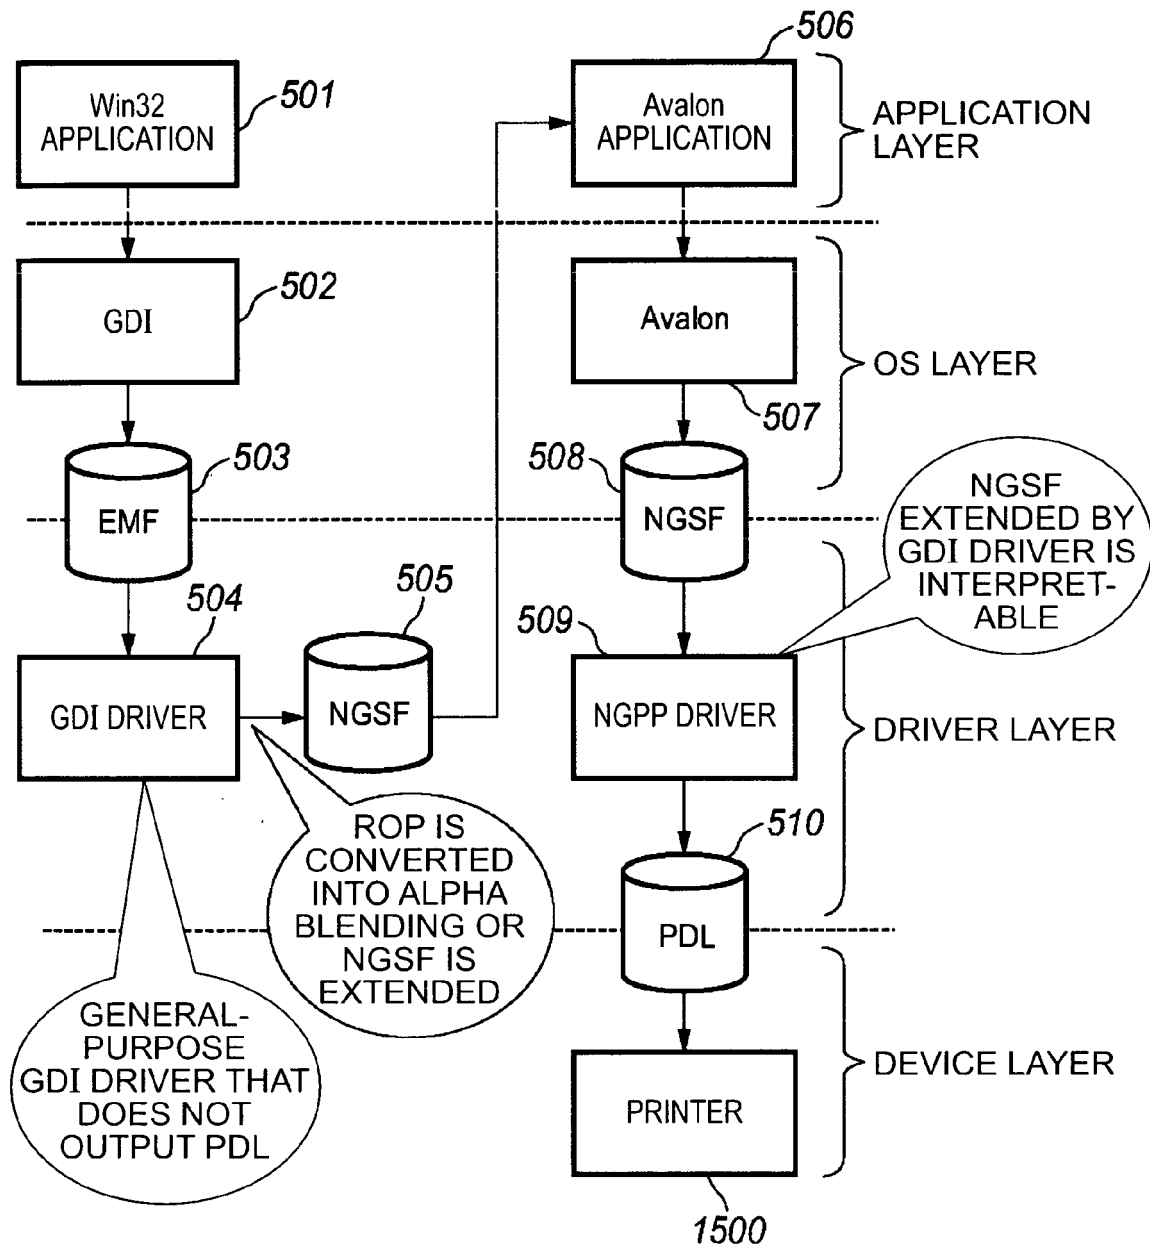 506
Win32
APPLICATION
501
Avalon
APPLICATION
APPLICATION
LAYER
GDI
502
Avalon
507
OS LAYER
EMF
503
508
NGSF
NGSF
EXTENDED BY
GDI DRIVER IS
INTERPRET-
ABLE
504
GDI DRIVER
505
NGSF
509
NGPP DRIVER
DRIVER LAYER
ROP IS
CONVERTED
INTO ALPHA
BLENDING OR
NGSF IS
EXTENDED
510
PDL
GENERAL-
PURPOSE
GDI DRIVER THAT
DOES NOT
OUTPUT PDL
PRINTER
1500
DEVICE LAYER